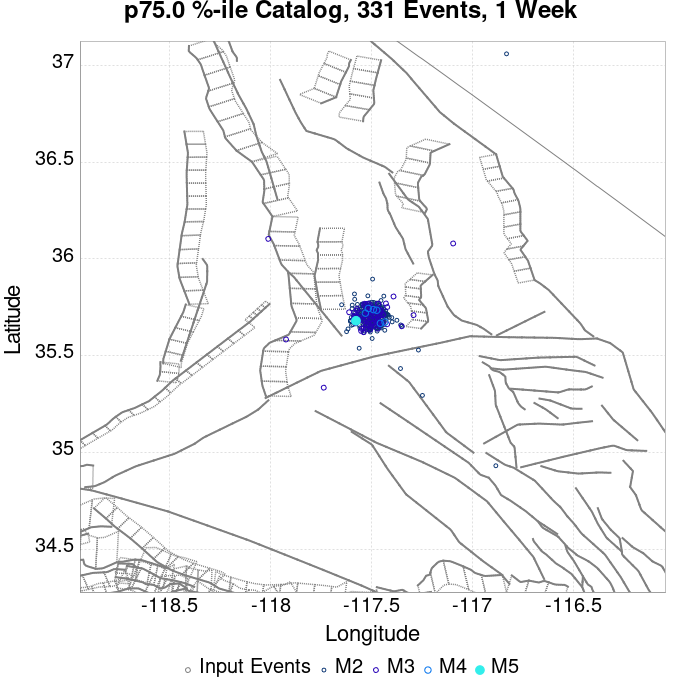 p75.0 %-ile Catalog, 331 Events, 1 Week
37
36.5
36
35.5
35
34.5
Latitude
-118.5 -118 -117.5 -117 -116.5
Longitude
Input Events M2 M3 M4 M5